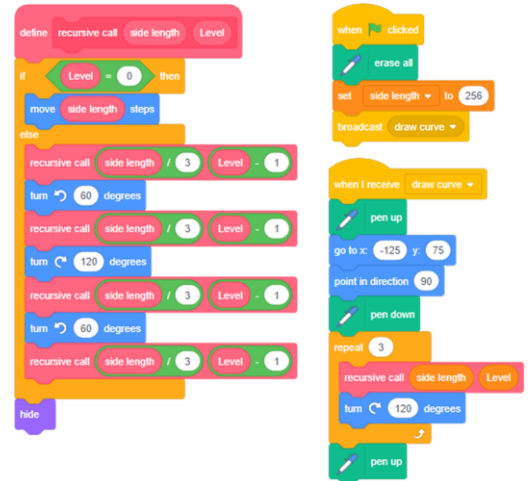 define recursive call side length Level
if Level = 0 then
move side length steps
else
recursive call side length / 3 Level - 1
turn 60 degrees
recursive call side length / 3 Level - 1
turn 120 degrees
recursive call side length / 3 Level - 1
turn 60 degrees
recursive call side length / 3 Level - 1
hide
when clicked
erase all
set side length to 256
broadcast draw curve
when I receive draw curve
pen up
go to x: -125 y: 75
point in direction 90
pen down
repeat 3
recursive call side length Level
turn 120 degrees
pen up